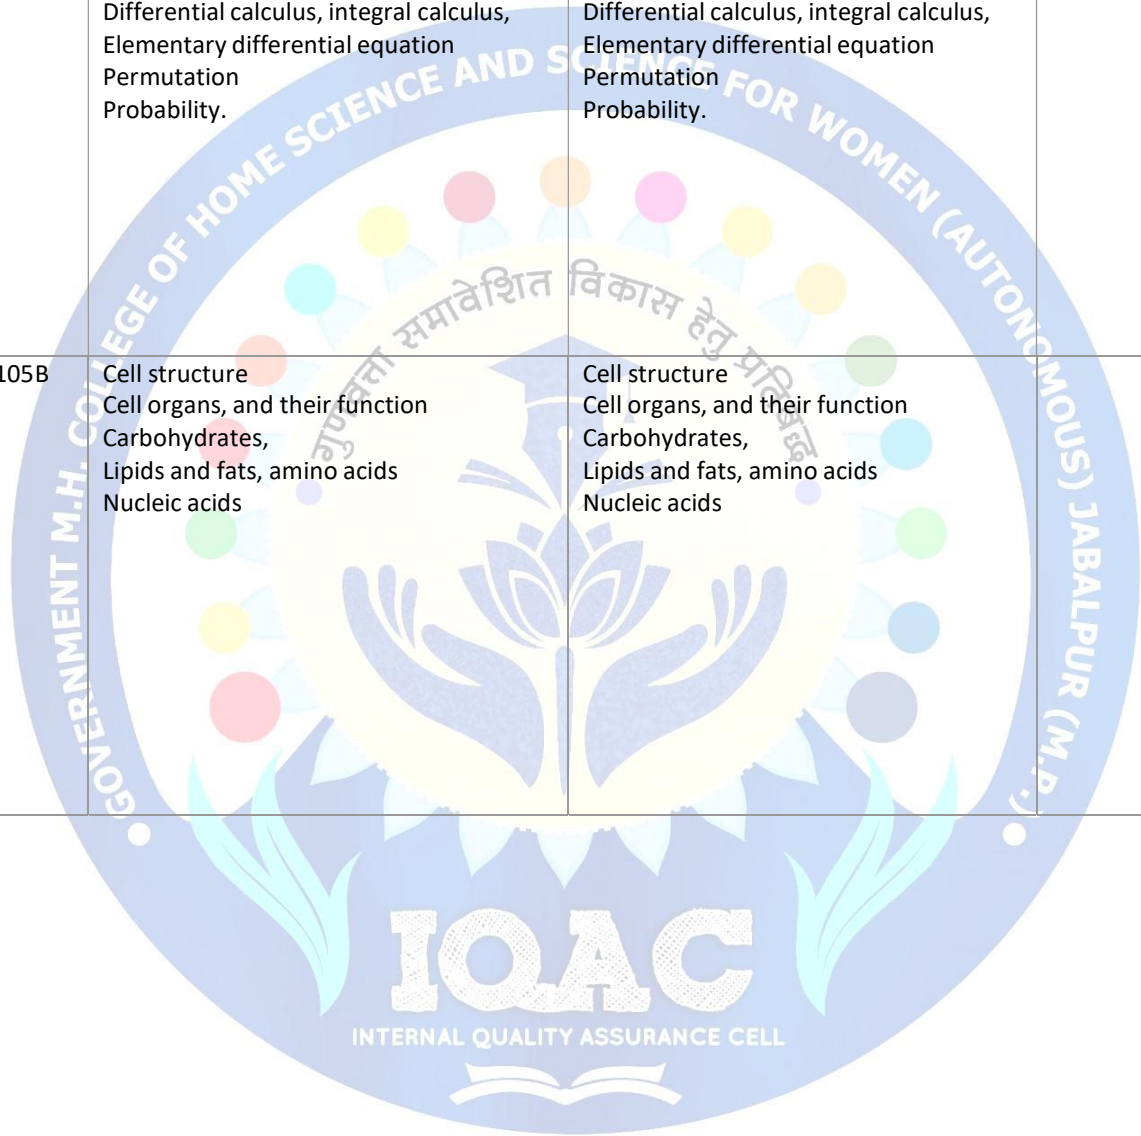 Differential calculus, integral calculus,
Elementary differential equation
Permutation
Probability.
Differential calculus, integral calculus,
Elementary differential equation
Permutation
Probability.
105B
Cell structure
Cell organs, and their function
Carbohydrates,
Lipids and fats, amino acids
Nucleic acids
Cell structure
Cell organs, and their function
Carbohydrates,
Lipids and fats, amino acids
Nucleic acids
GOVERNMENT M.H. COLLEGE OF HOME SCIENCE AND SCIENCE FOR WOMEN (AUTONOMOUS) JABALPUR (M.P.)
गुणवत्ता समावेशित विकास हेतु प्रतिबद्ध
IQAC
INTERNAL QUALITY ASSURANCE CELL